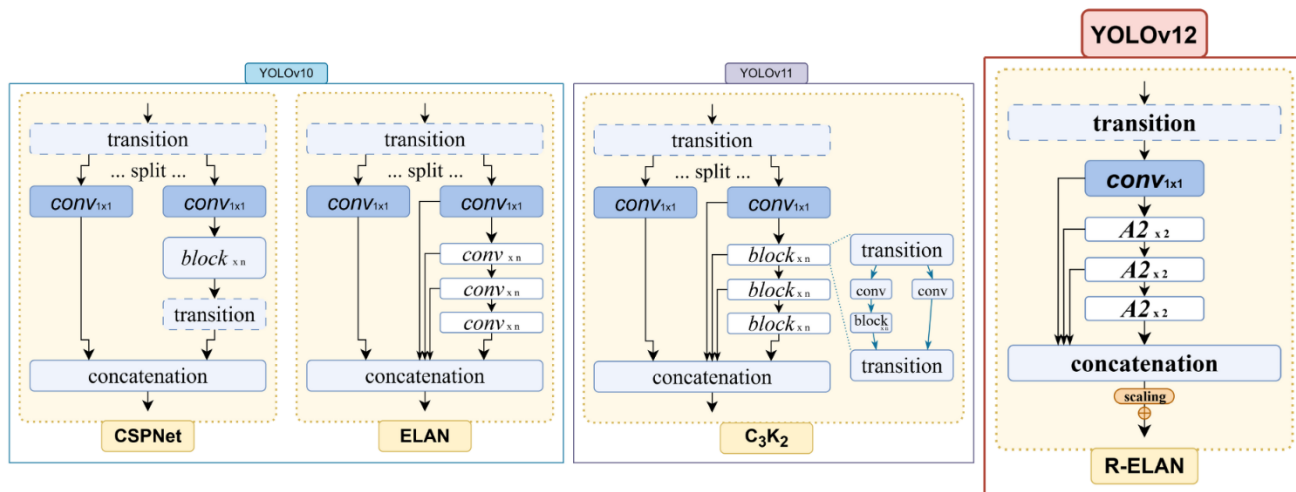 YOLOv10
transition
... split ...
conv1x1 conv1x1
block x n
transition
concatenation
CSPNet
transition
... split ...
conv1x1 conv1x1
conv x n
conv x n
conv x n
concatenation
ELAN
YOLOv11
transition
... split ...
conv1x1 conv1x1
block x n
block x n
block x n
concatenation
transition
conv conv
block xn
transition
C3K2
YOLOv12
transition
conv1x1
A2 x 2
A2 x 2
A2 x 2
concatenation
scaling
R-ELAN